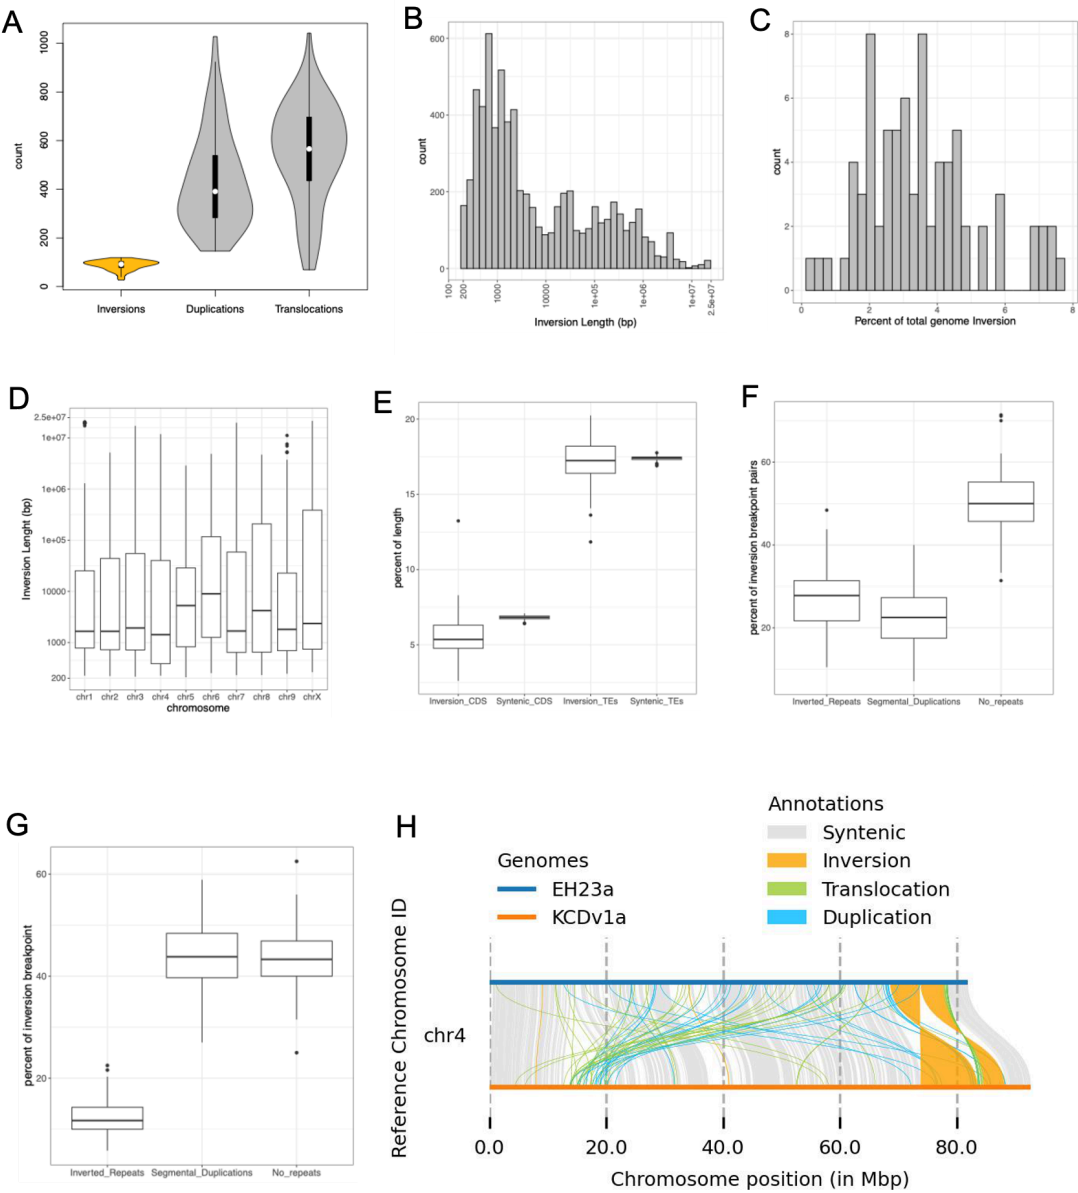 A
1000
800
600
400
200
0
count
Inversions Duplications Translocations
B
600
400
200
0
count
100 200 1000 10000 1e+05 1e+06 1e+07 2.5e+07
Inversion Length (bp)
C
8
6
4
2
0
count
0 2 4 6 8
Percent of total genome Inversion
D
2.5e+07
1e+07
1e+06
1e+05
10000
1000
200
Inversion Lenght (bp)
chr1 chr2 chr3 chr4 chr5 chr6 chr7 chr8 chr9 chrX
chromosome
E
20
15
10
5
percent of length
Inversion_CDS Syntenic_CDS Inversion_TEs Syntenic_TEs
F
60
40
20
percent of inversion breakpoint pairs
Inverted_Repeats Segmental_Duplications No_repeats
G
60
40
20
percent of inversion breakpoint
Inverted_Repeats Segmental_Duplications No_repeats
H
Genomes
EH23a
KCDv1a
Annotations
Syntenic
Inversion
Translocation
Duplication
Reference Chromosome ID
chr4
0.0 20.0 40.0 60.0 80.0
Chromosome position (in Mbp)